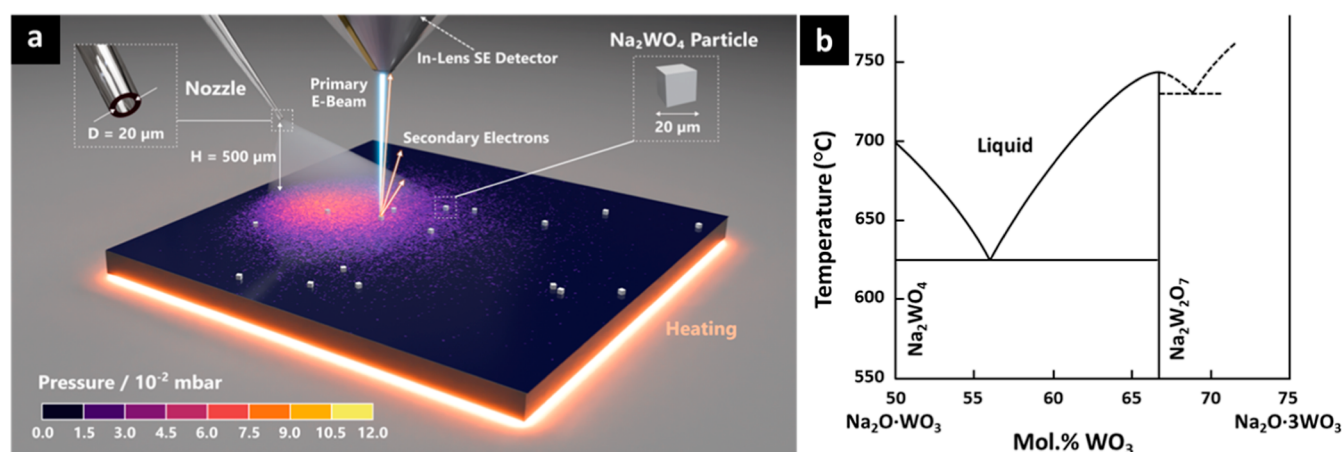 a
In-Lens SE Detector
Na₂WO₄ Particle
Nozzle
Primary
E-Beam
D = 20 μm
20 μm
Secondary Electrons
H = 500 μm
Heating
Pressure / 10⁻² mbar
0.0 1.5 3.0 4.5 6.0 7.5 9.0 10.5 12.0
b
Temperature (°C)
750
700
650
600
550
Liquid
Na₂WO₄
Na₂W₂O₇
50 55 60 65 70 75
Na₂O·WO₃
Na₂O·3WO₃
Mol.% WO₃